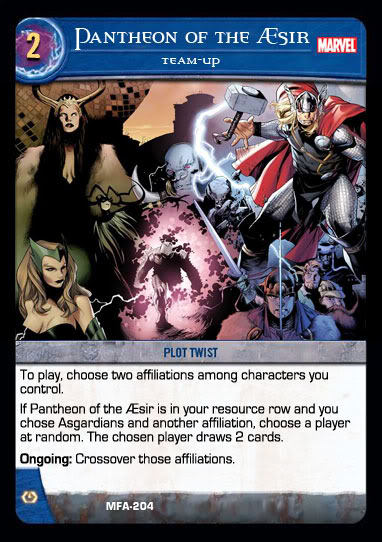 2
PANTHEON OF THE ÆSIR
TEAM-UP
MARVEL
PLOT TWIST
To play, choose two affiliations among characters you
control.
If Pantheon of the Æsir is in your resource row and you
chose Asgardians and another affiliation, choose a player
at random. The chosen player draws 2 cards.
Ongoing: Crossover those affiliations.
MFA-204